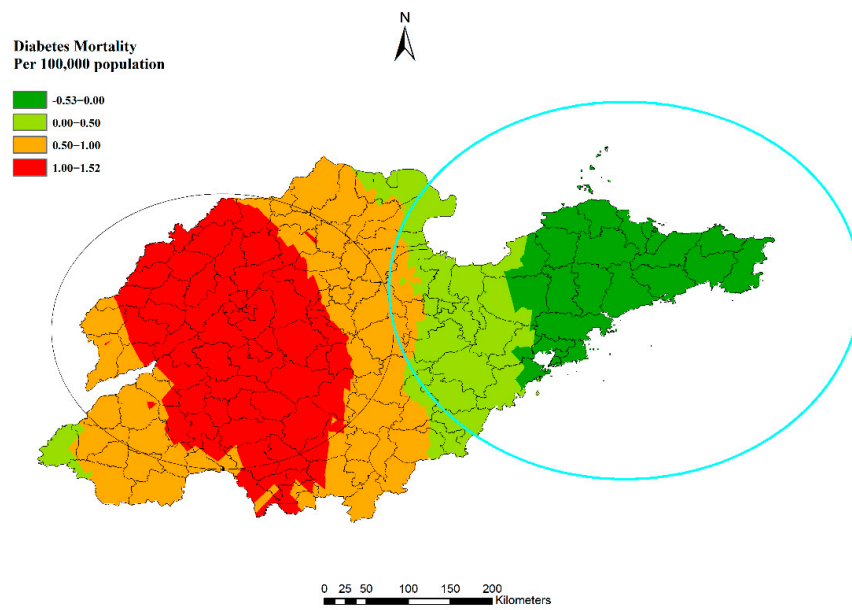 N
Diabetes Mortality
Per 100,000 population
-0.53–0.00
0.00–0.50
0.50–1.00
1.00–1.52
0 25 50 100 150 200
Kilometers